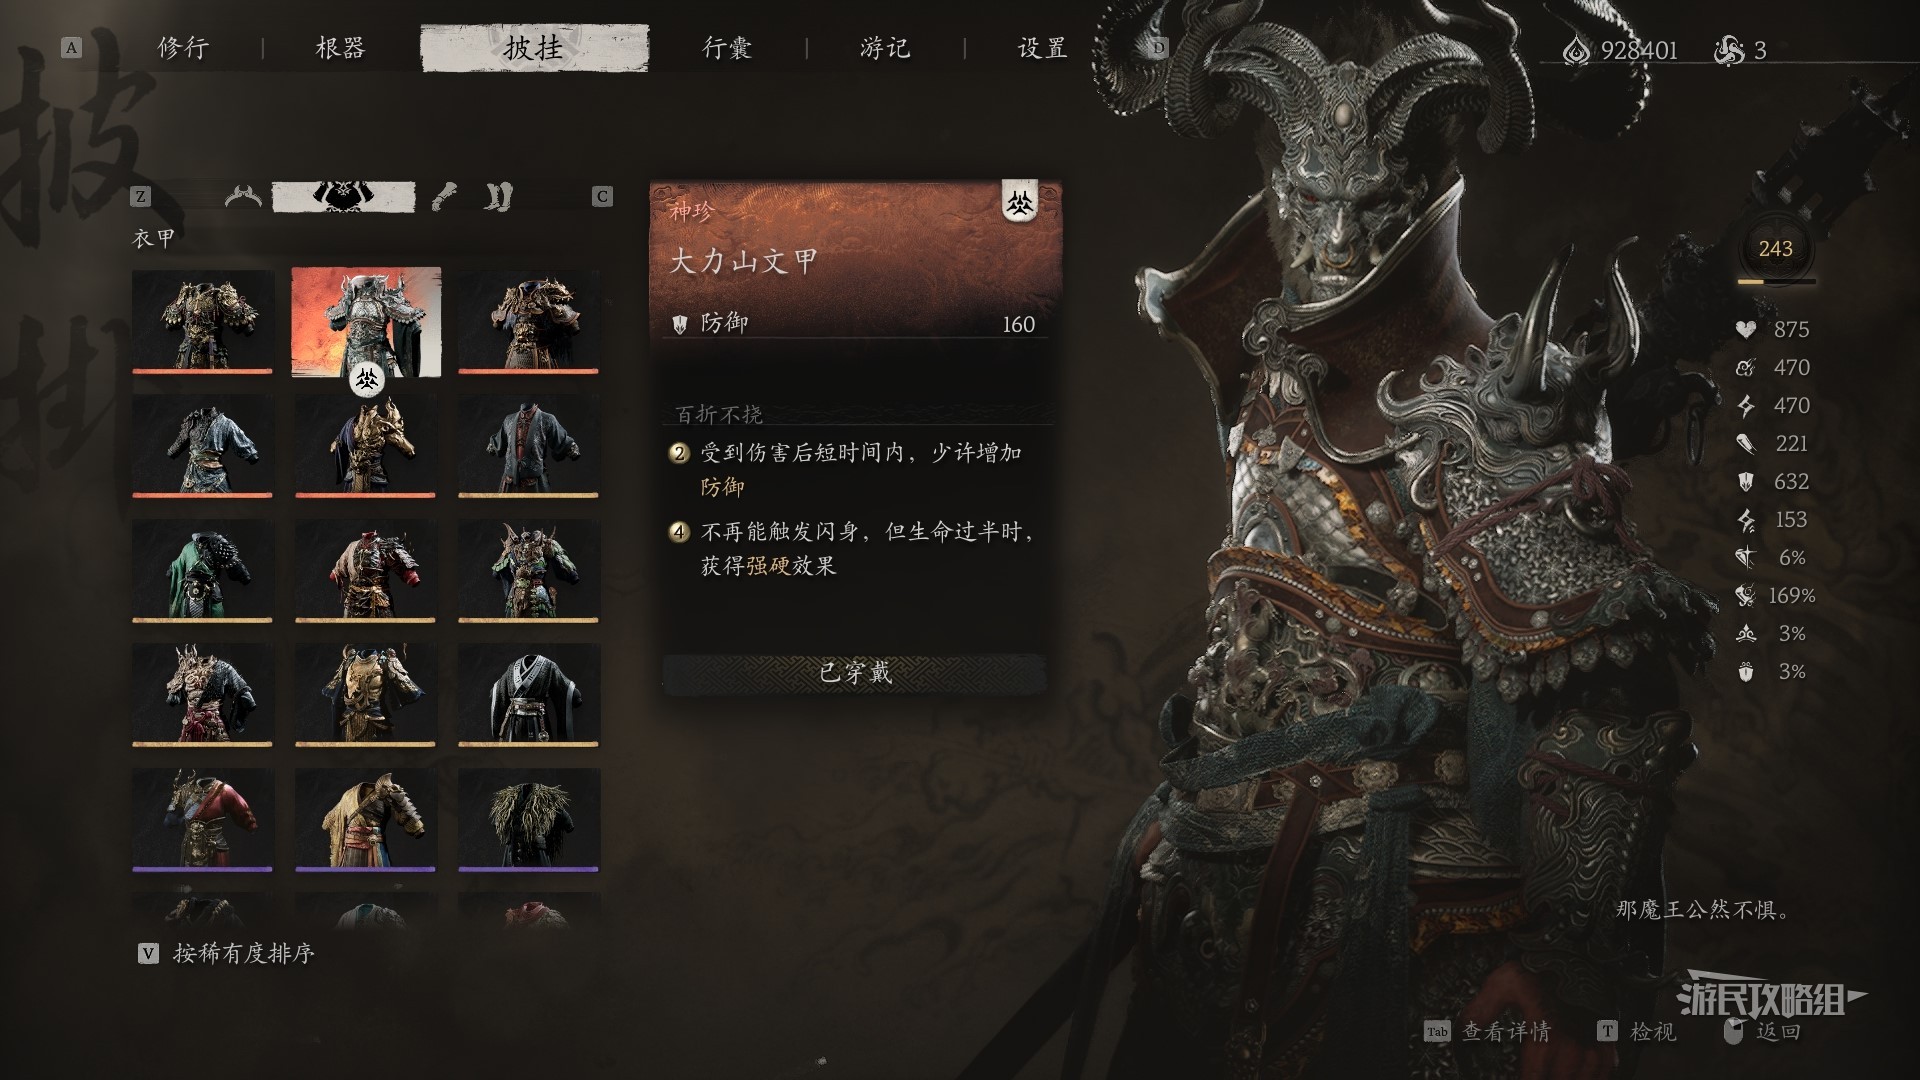 A 修行 根器 披挂 行囊 游记 设置 D 928401 3
披挂
Z C
衣甲
神珍
大力山文甲
防御 160
百折不挠
2 受到伤害后短时间内，少许增加
防御
4 不再能触发闪身，但生命过半时，
获得强硬效果
已穿戴
243
875
470
470
221
632
153
6%
169%
3%
3%
那魔王公然不惧。
V 按稀有度排序
游民攻略组
Tab 查看详情 T 检视 返回